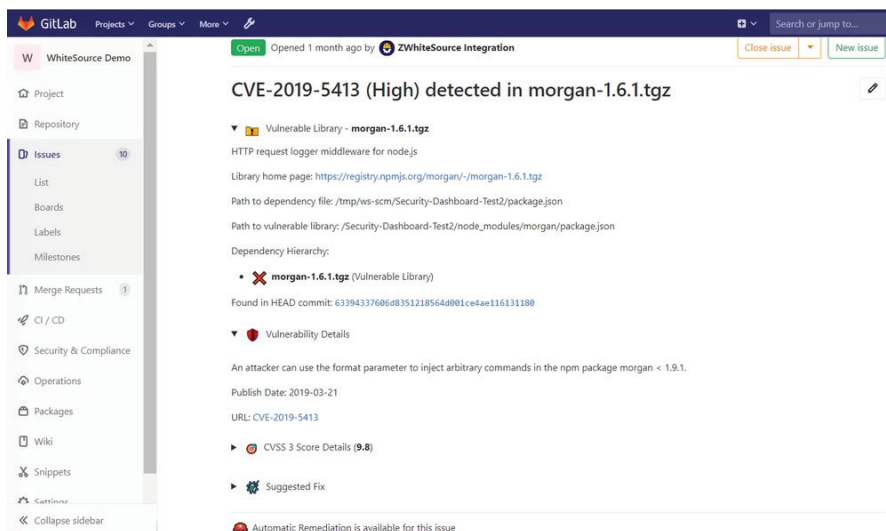 GitLab Projects Groups More Search or jump to...
W WhiteSource Demo
Project
Repository
Issues 10
List
Boards
Labels
Milestones
Merge Requests 1
CI / CD
Security & Compliance
Operations
Packages
Wiki
Snippets
Settings
Collapse sidebar
Open Opened 1 month ago by ZWhiteSource Integration Close issue New issue
CVE-2019-5413 (High) detected in morgan-1.6.1.tgz
Vulnerable Library - morgan-1.6.1.tgz
HTTP request logger middleware for node.js
Library home page: https://registry.npmjs.org/morgan/-/morgan-1.6.1.tgz
Path to dependency file: /tmp/ws-scm/Security-Dashboard-Test2/package.json
Path to vulnerable library: /Security-Dashboard-Test2/node_modules/morgan/package.json
Dependency Hierarchy:
• morgan-1.6.1.tgz (Vulnerable Library)
Found in HEAD commit: 63394337606d8351218564d001ce4ae116131180
Vulnerability Details
An attacker can use the format parameter to inject arbitrary commands in the npm package morgan < 1.9.1.
Publish Date: 2019-03-21
URL: CVE-2019-5413
CVSS 3 Score Details (9.8)
Suggested Fix
Automatic Remediation is available for this issue